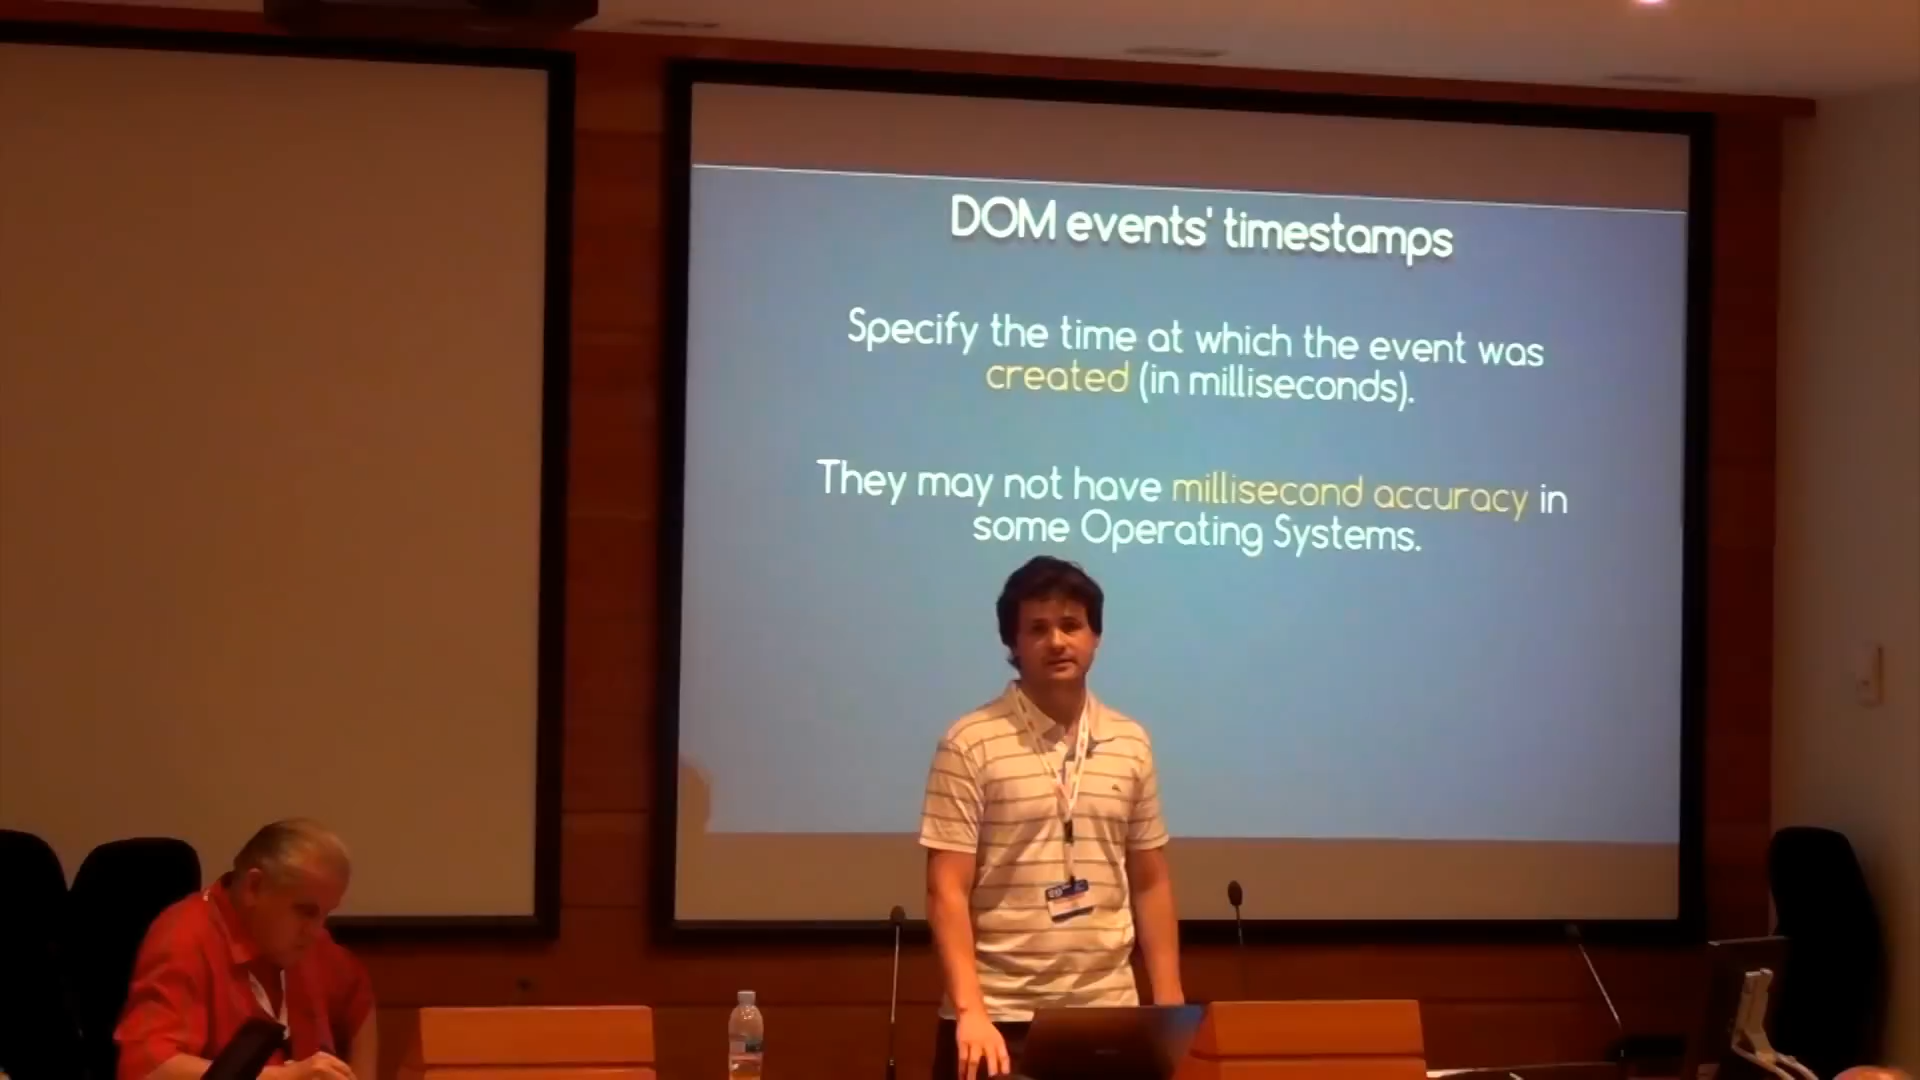 DOM events' timestamps
Specify the time at which the event was
created (in milliseconds).
They may not have millisecond accuracy in
some Operating Systems.